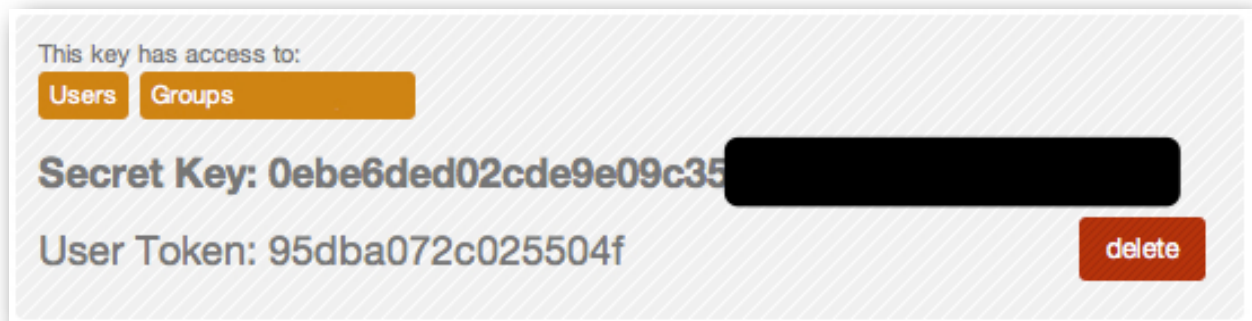 This key has access to:
Users Groups
Secret Key: 0ebe6ded02cde9e09c35
User Token: 95dba072c025504f
delete